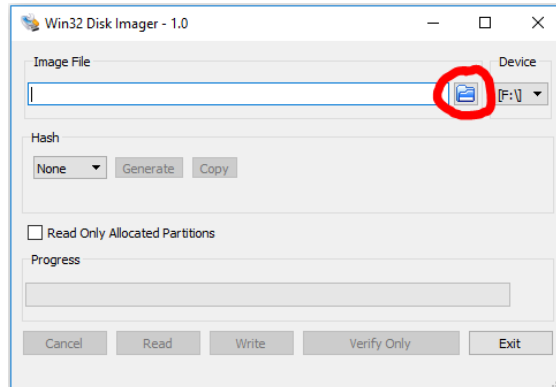 Win32 Disk Imager - 1.0
Image File
Device
[F:\]
Hash
None
Generate
Copy
Read Only Allocated Partitions
Progress
Cancel
Read
Write
Verify Only
Exit